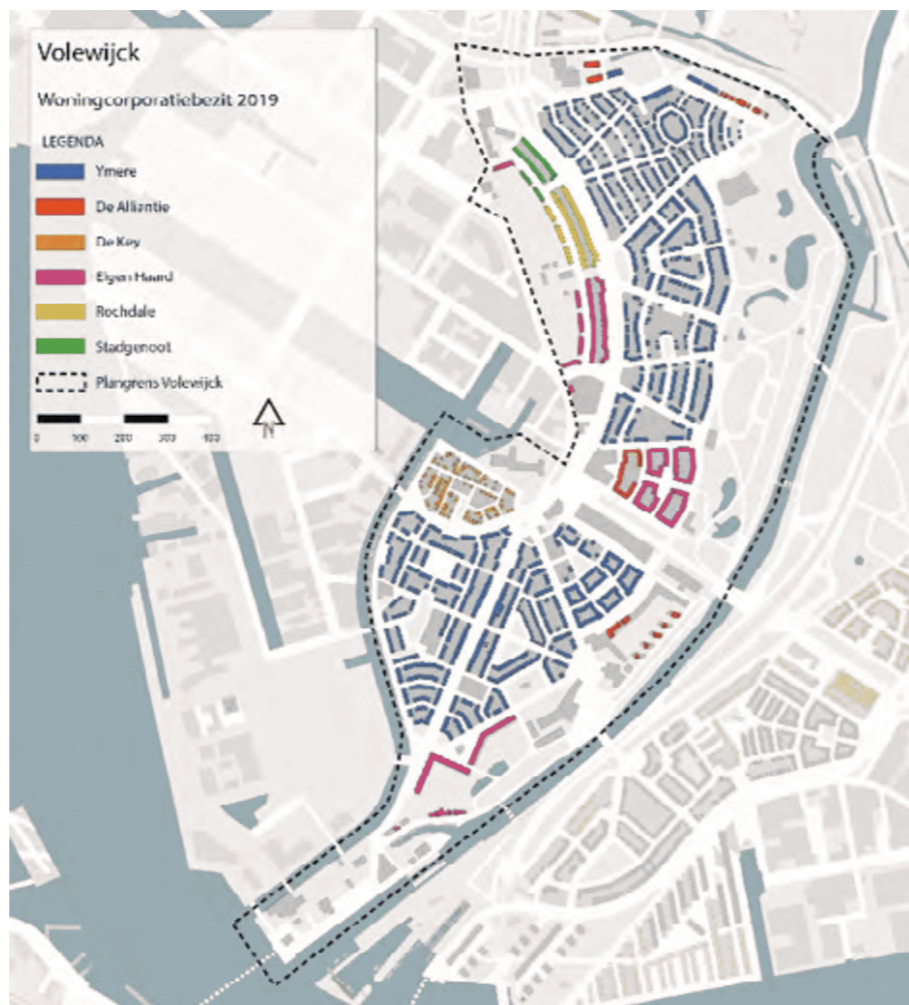 Volewijck
Woningcorporatiebezit 2019
LEGENDA
Ymere
De Alliantie
De Key
Eigen Haard
Rochdale
Stadgenoot
Plangrens Volewijck
0 100 200 300 400
N